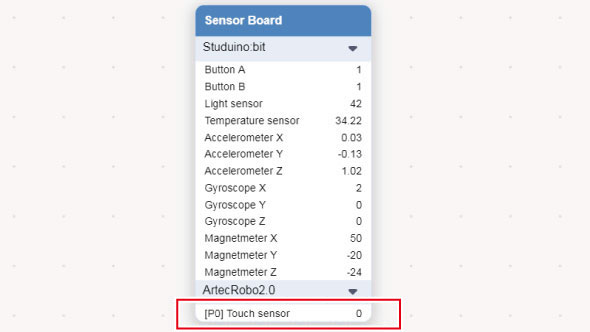 Sensor Board
Studuino:bit
Button A 1
Button B 1
Light sensor 42
Temperature sensor 34.22
Accelerometer X 0.03
Accelerometer Y -0.13
Accelerometer Z 1.02
Gyroscope X 2
Gyroscope Y 0
Gyroscope Z 0
Magnetmeter X 50
Magnetmeter Y -20
Magnetmeter Z -24
ArtecRobo2.0
[P0] Touch sensor 0